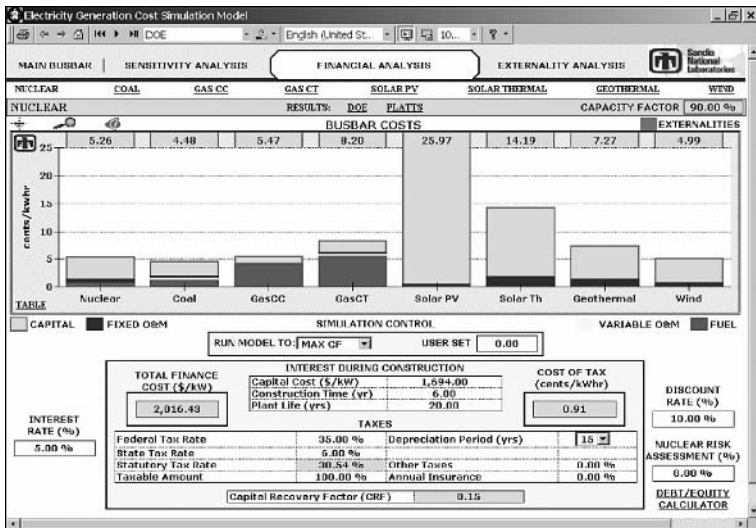 Electricity Generation Cost Simulation Model
DOE English (United St... 10...
MAIN BUSBAR SENSITIVITY ANALYSIS FINANCIAL ANALYSIS EXTERNALITY ANALYSIS Sandia National Laboratories
NUCLEAR COAL GAS CC GAS CT SOLAR PV SOLAR THERMAL GEOTHERMAL WIND
NUCLEAR RESULTS: DOE PLATTS CAPACITY FACTOR 90.00 %
BUSBAR COSTS EXTERNALITIES
5.26 4.48 5.47 8.20 25.97 14.19 7.27 4.99
cents/kwhr
25
20
15
10
5
0
TABLE Nuclear Coal GasCC GasCT Solar PV Solar Th Geothermal Wind
CAPITAL FIXED O&M SIMULATION CONTROL VARIABLE O&M FUEL
RUN MODEL TO: MAX CF USER SET 0.00
TOTAL FINANCE COST ($/kW)
2,016.43
INTEREST DURING CONSTRUCTION
Capital Cost ($/kW) 1,694.00
Construction Time (yr) 6.00
Plant Life (yrs) 20.00
COST OF TAX (cents/kWhr)
0.91
DISCOUNT RATE (%)
10.00 %
INTEREST RATE (%)
5.00 %
TAXES
Federal Tax Rate 35.00 % Depreciation Period (yrs) 15
State Tax Rate 6.00 %
Statutory Tax Rate 30.54 % Other Taxes 0.00 %
Taxable Amount 100.00 % Annual Insurance 0.00 %
NUCLEAR RISK ASSESSMENT (%)
0.00 %
Capital Recovery Factor (CRF) 0.15
DEBT/EQUITY CALCULATOR